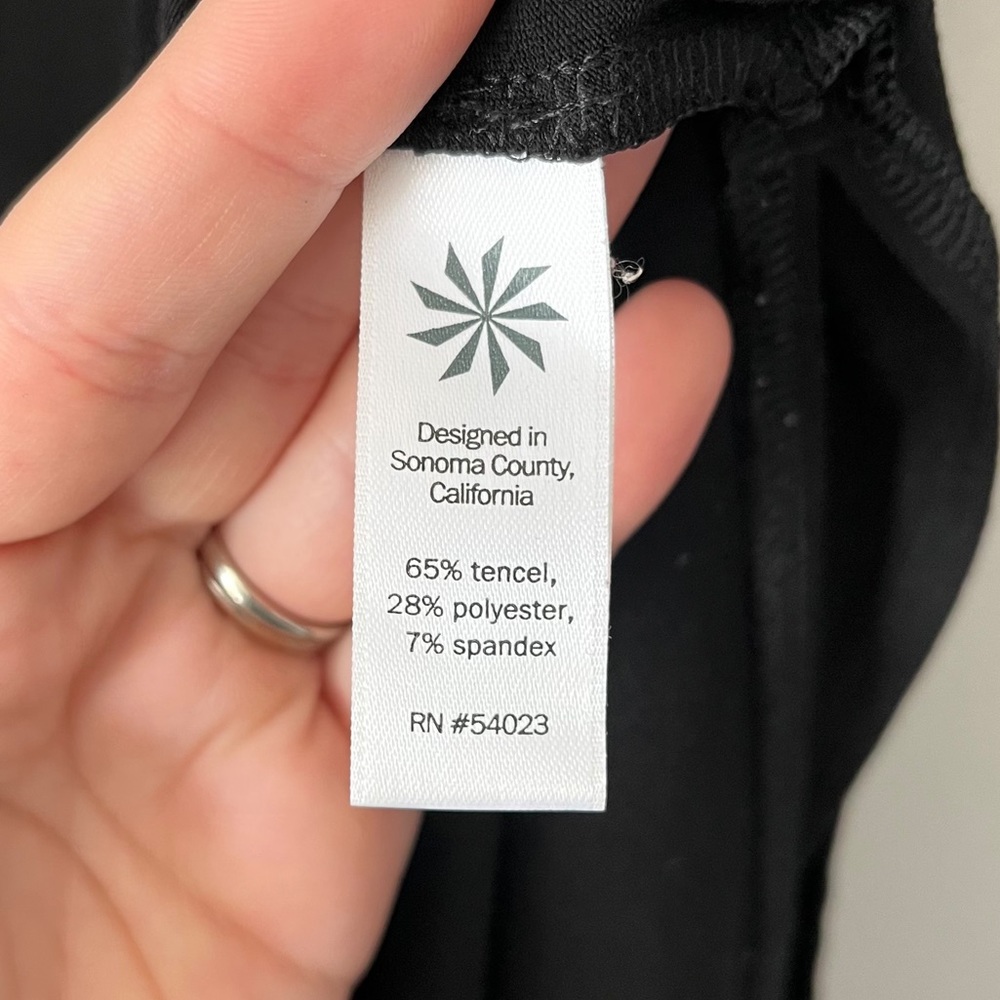 Designed in
Sonoma County,
California
65% tencel,
28% polyester,
7% spandex
RN #54023